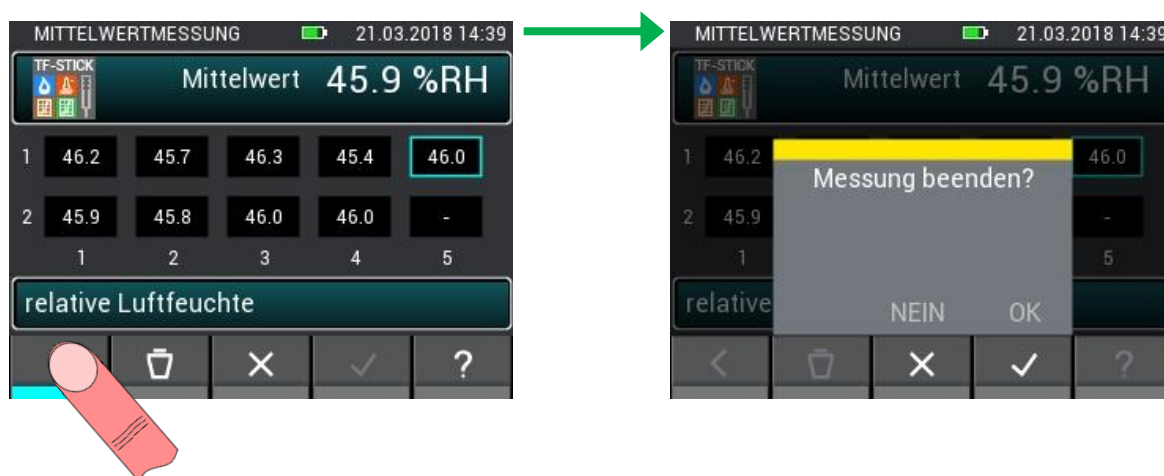 MITTELWERTMESSUNG 21.03.2018 14:39
TF-STICK
Mittelwert 45.9 %RH
1 46.2 45.7 46.3 45.4 46.0
2 45.9 45.8 46.0 46.0 -
1 2 3 4 5
relative Luftfeuchte
?
MITTELWERTMESSUNG 21.03.2018 14:39
TF-STICK
Mittelwert 45.9 %RH
1 46.2 46.0
Messung beenden?
2 45.9 -
1 5
relative
NEIN OK
?